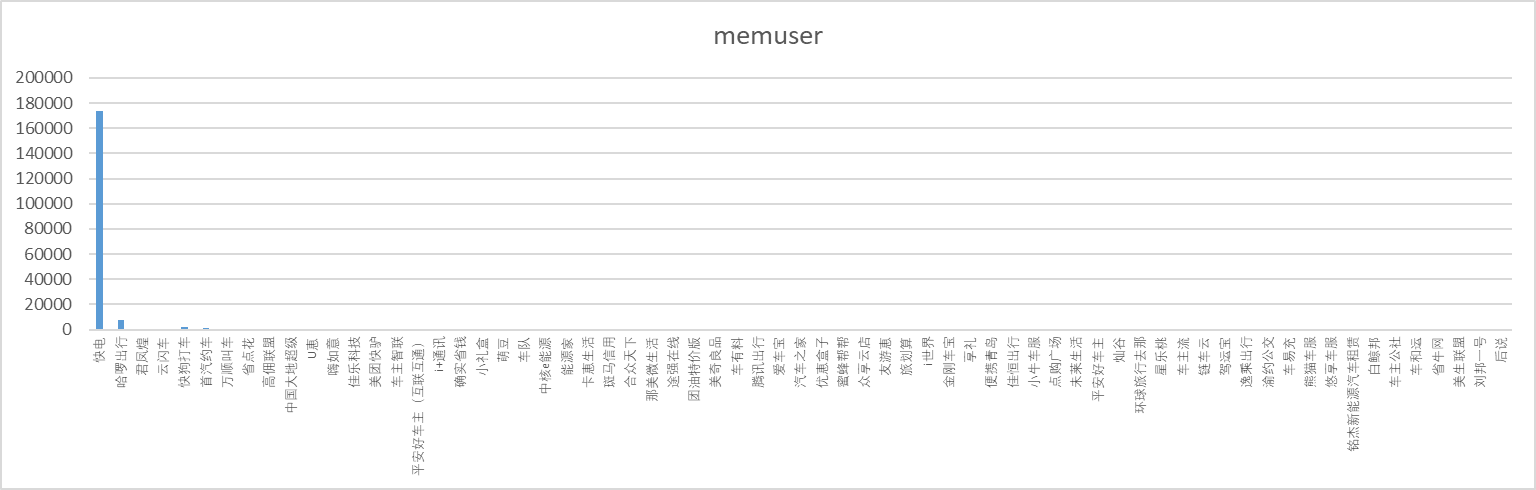 memuser
200000
180000
160000
140000
120000
100000
80000
60000
40000
20000
0
快电
哈啰出行
君凤煌
云闪车
快狗打车
首汽约车
万顺叫车
省点花
高佣联盟
中国大地超级
U惠
嗨如意
佳乐科技
美团快驴
车主智联
平安好车主（互联互通）
i+通讯
确实省钱
小礼盒
萌豆
车队
中核e能源
能源家
卡惠生活
斑马信用
合众天下
那美微生活
途强在线
团油特价版
美奇良品
车有料
腾讯出行
爱车宝
汽车之家
优惠盒子
蜜蜂帮帮
众享云店
友游惠
旅划算
i世界
金刚车宝
享礼
便携青鸟
佳恒出行
小牛车服
点购广场
未来生活
平安好车主
灿谷
环球旅行去那
星乐桃
车主流
链车云
驾运宝
逸乘出行
渝约公交
车易充
熊猫车服
悠享车服
铭杰新能源汽车租赁
白鲸邦
车主公社
车和运
省牛网
美生联盟
刘邦一号
后说